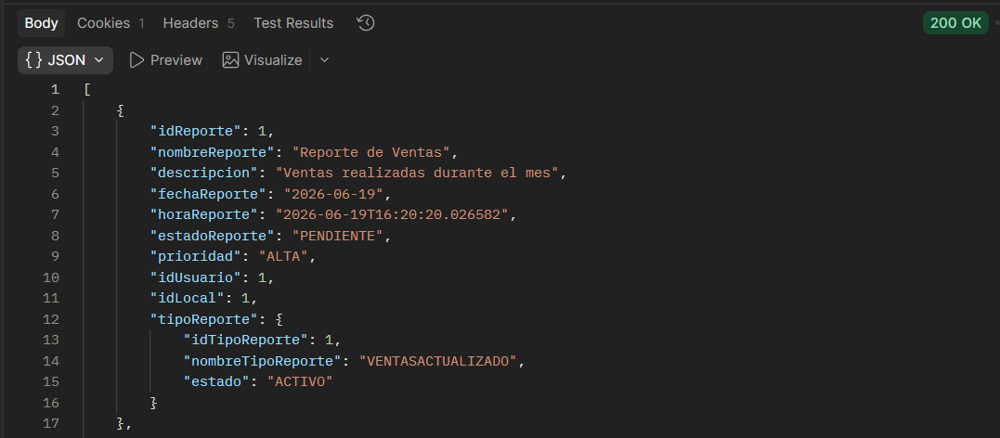 Body Cookies 1 Headers 5 Test Results 200 OK
{} JSON Preview Visualize
1 [
2 {
3 "idReporte": 1,
4 "nombreReporte": "Reporte de Ventas",
5 "descripcion": "Ventas realizadas durante el mes",
6 "fechaReporte": "2026-06-19",
7 "horaReporte": "2026-06-19T16:20:20.026582",
8 "estadoReporte": "PENDIENTE",
9 "prioridad": "ALTA",
10 "idUsuario": 1,
11 "idLocal": 1,
12 "tipoReporte": {
13 "idTipoReporte": 1,
14 "nombreTipoReporte": "VENTASACTUALIZADO",
15 "estado": "ACTIVO"
16 }
17 },